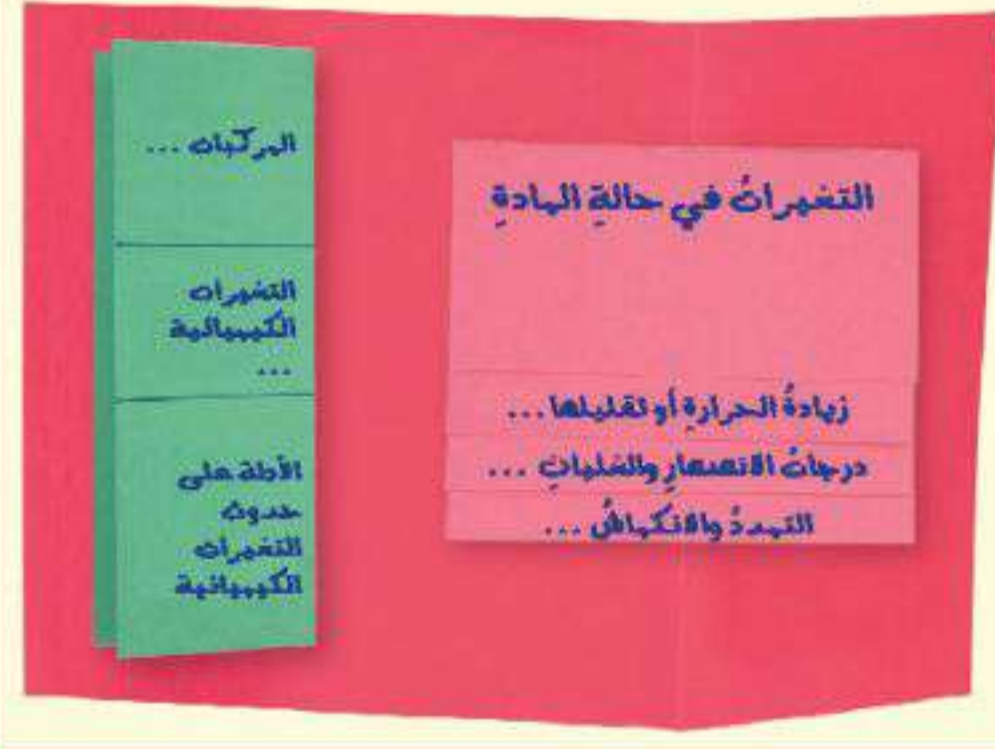 التغيراتُ في حالةِ المادةِ
زيادةُ الحرارةِ أو تقليلها...
درجاتُ الانصهارِ والغليانِ ...
التمددُ والانكماشُ ...
المركبات ...
التغيرات
الكيميائية
...
الأدلة على
حدوث
التغيرات
الكيميائية